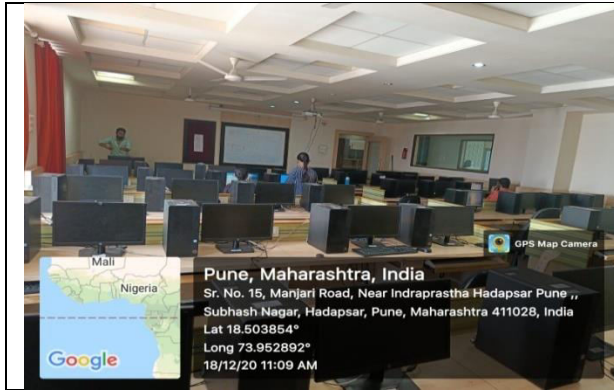 GPS Map Camera
Mali
Nigeria
Google
Pune, Maharashtra, India
Sr. No. 15, Manjari Road, Near Indraprastha Hadapsar Pune ,,
Subhash Nagar, Hadapsar, Pune, Maharashtra 411028, India
Lat 18.503854°
Long 73.952892°
18/12/20 11:09 AM